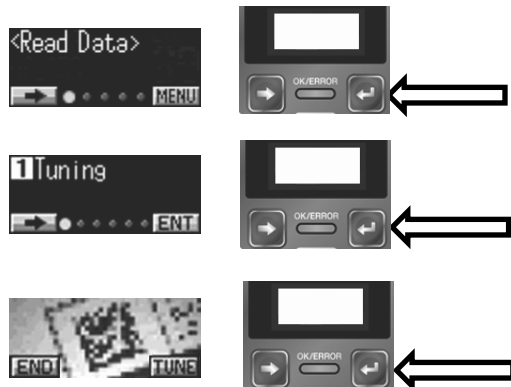 <Read Data>
MENU
OK/ERROR
1Tuning
ENT
OK/ERROR
END
TUNE
OK/ERROR